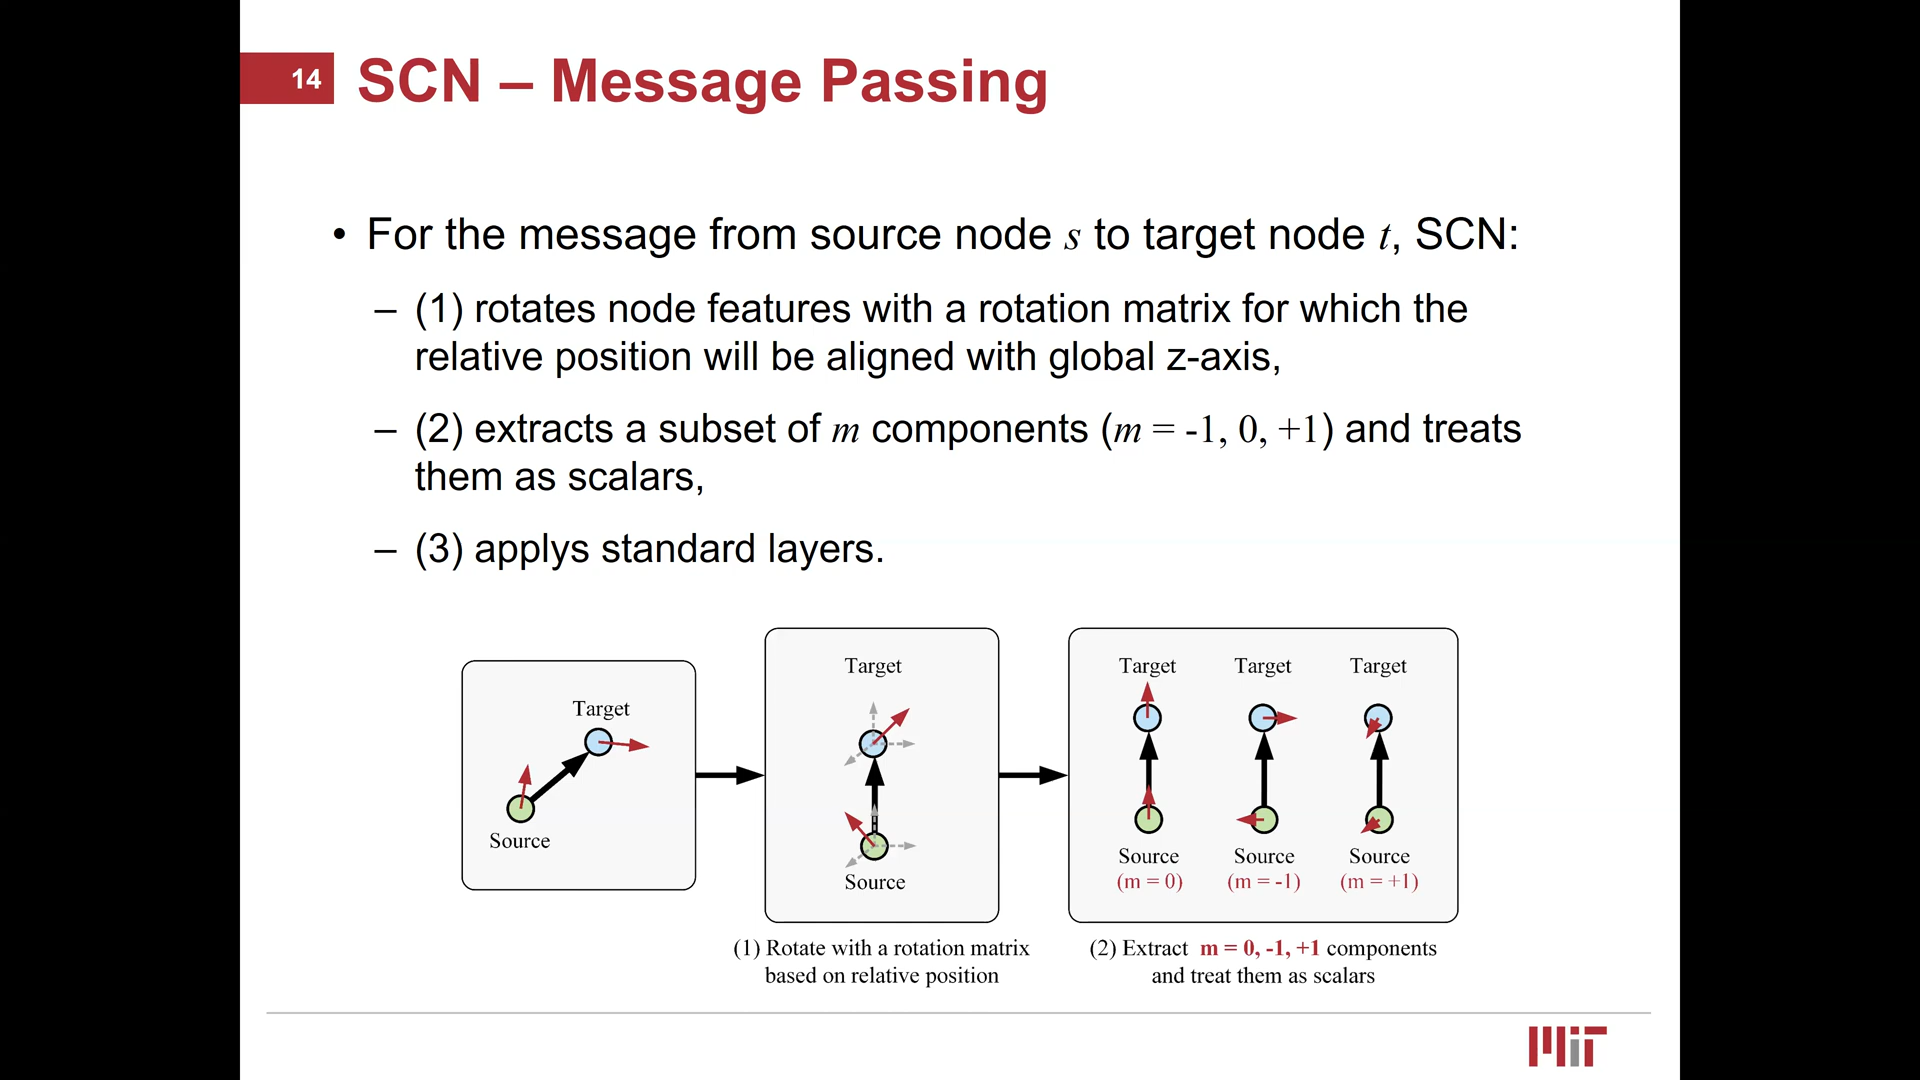 14
SCN – Message Passing
• For the message from source node s to target node t, SCN:
– (1) rotates node features with a rotation matrix for which the
relative position will be aligned with global z-axis,
– (2) extracts a subset of m components (m = -1, 0, +1) and treats
them as scalars,
– (3) applys standard layers.
Target
Source
Target
Source
(1) Rotate with a rotation matrix
based on relative position
Target Target Target
Source Source Source
(m = 0) (m = -1) (m = +1)
(2) Extract m = 0, -1, +1 components
and treat them as scalars
MIT